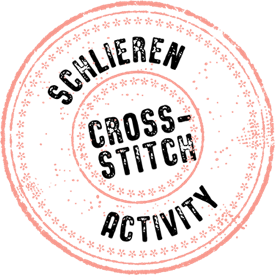 SCHLIEREN
CROSS-
STITCH
ACTIVITY